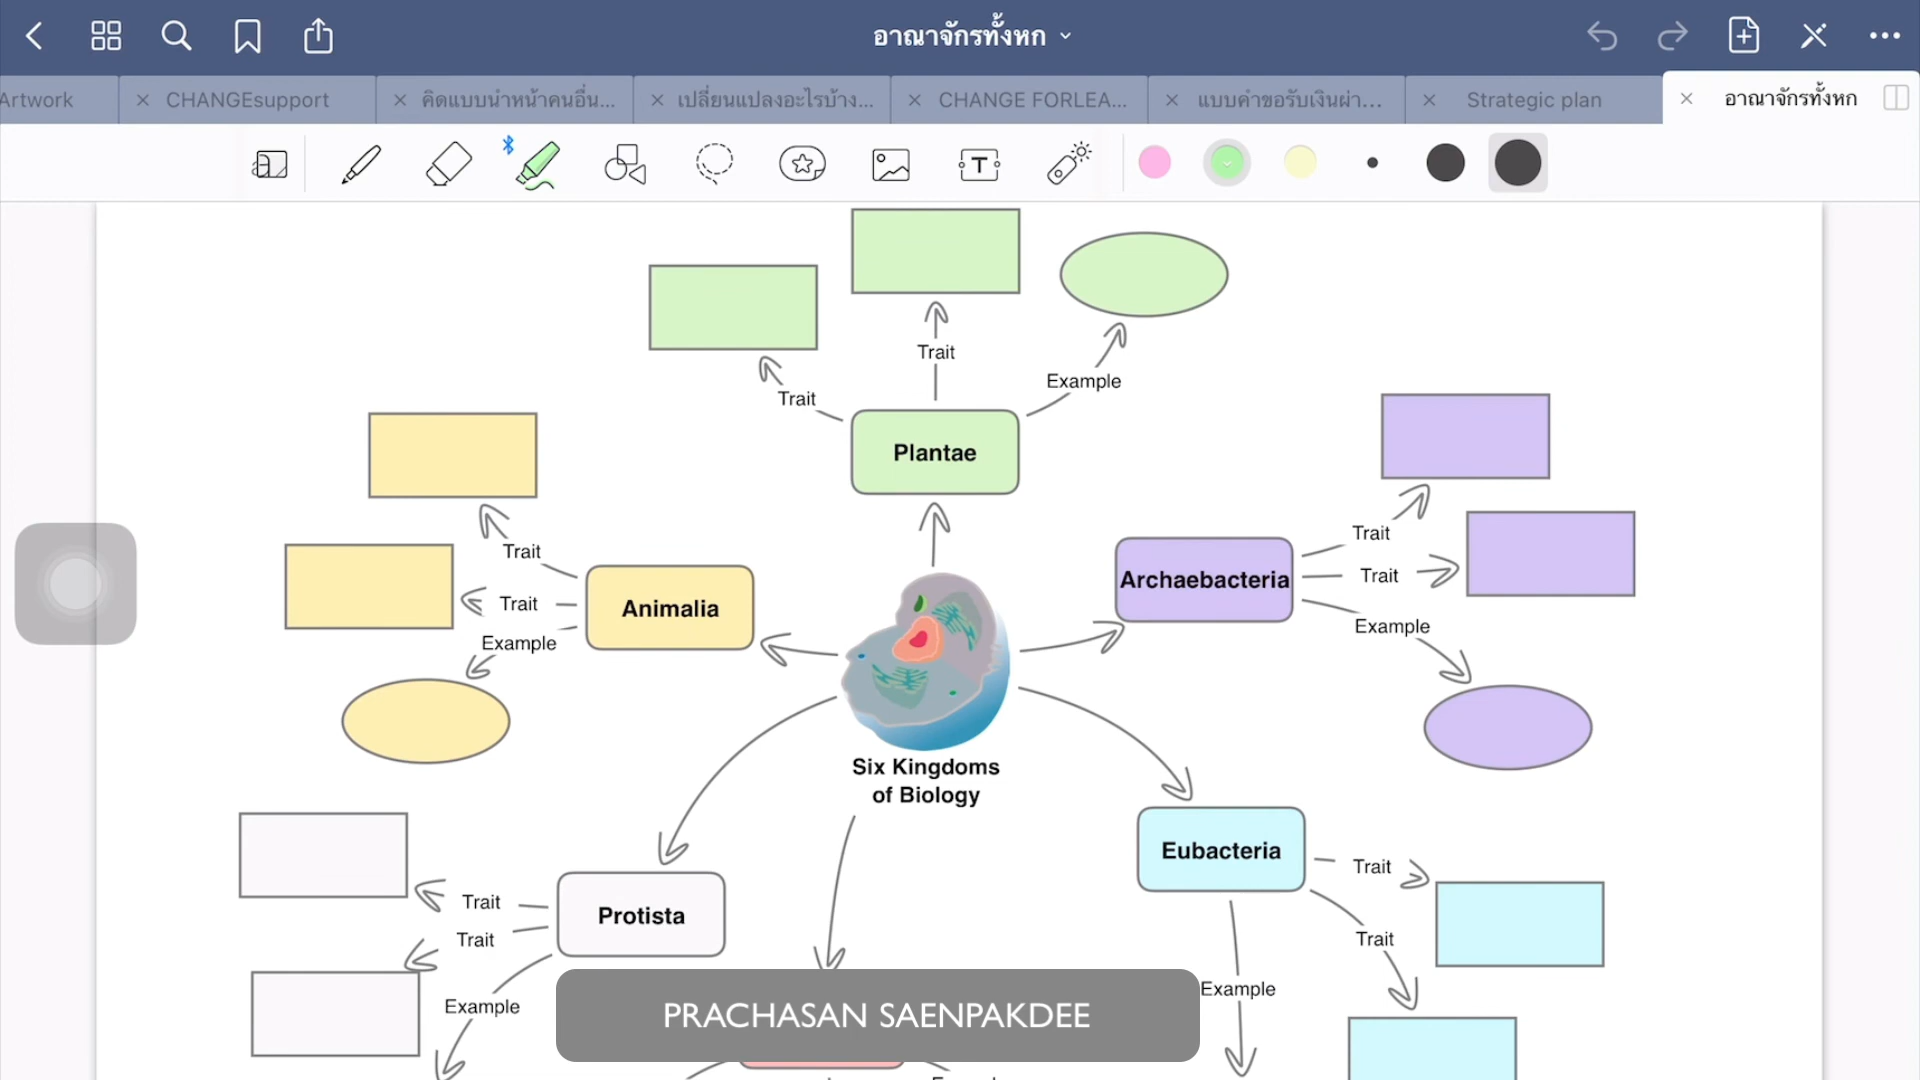 อาณาจักรทั้งหก
Artwork
CHANGEsupport
คิดแบบนำหน้าคนอื่น...
เปลี่ยนแปลงอะไรบ้าง...
CHANGE FORLEA...
แบบคำขอรับเงินผ่า...
Strategic plan
อาณาจักรทั้งหก
T
Trait
Trait
Example
Plantae
Trait
Trait
Example
Animalia
Archaebacteria
Trait
Trait
Example
Six Kingdoms
of Biology
Eubacteria
Trait
Trait
Example
Protista
Trait
Trait
Example
PRACHASAN SAENPAKDEE